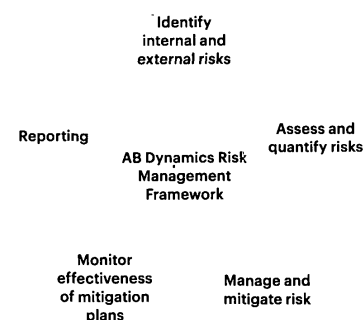 Identify
internal and
external risks
Assess and
quantify risks
Reporting
AB Dynamics Risk
Management
Framework
Manage and
mitigate risk
Monitor
effectiveness
of mitigation
plans